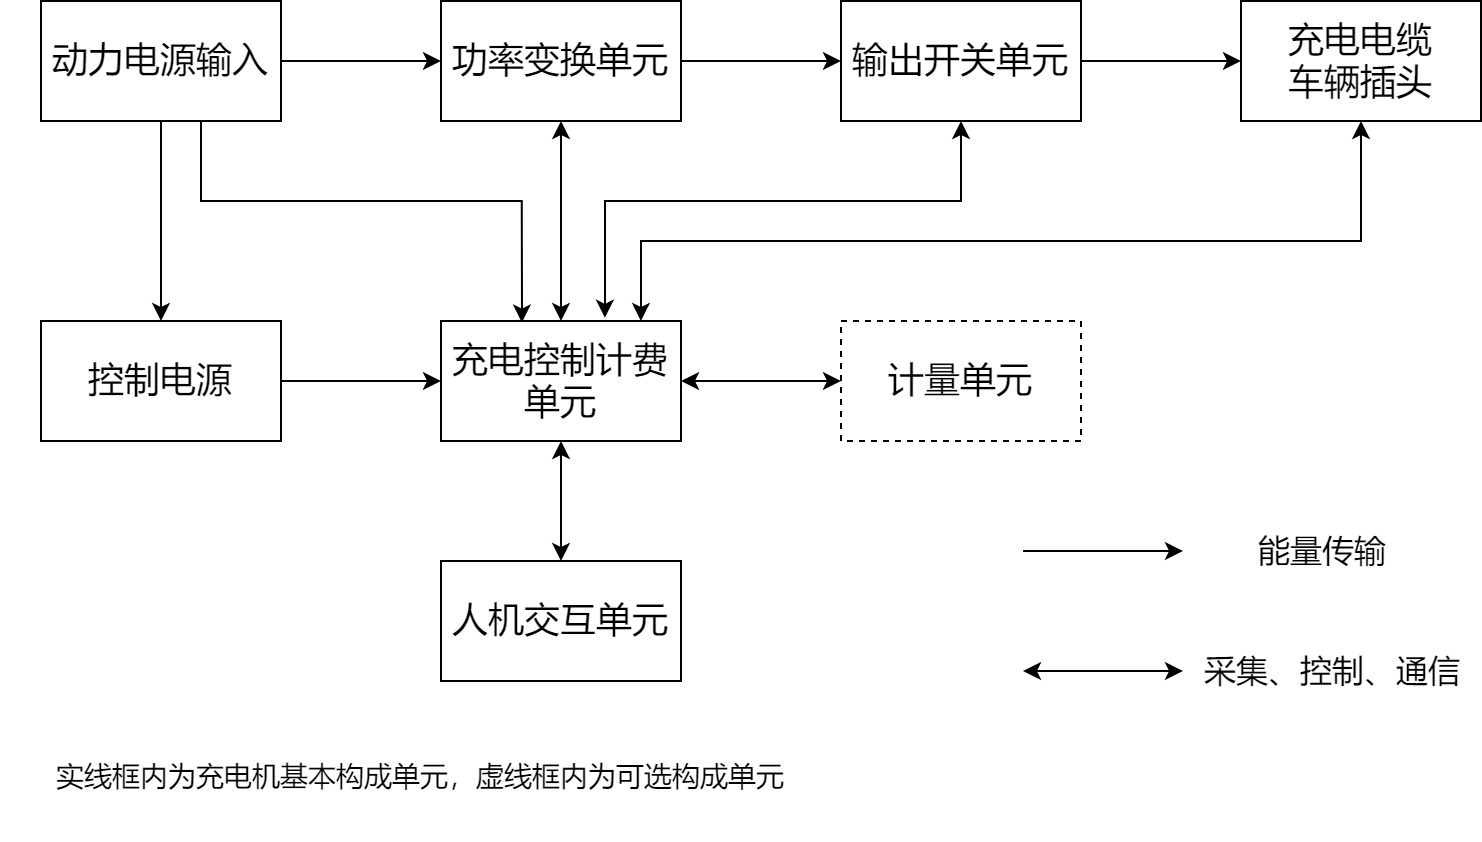 动力电源输入
功率变换单元
输出开关单元
充电电缆
车辆插头
控制电源
充电控制计费
单元
计量单元
能量传输
人机交互单元
采集、控制、通信
实线框内为充电机基本构成单元，虚线框内为可选构成单元